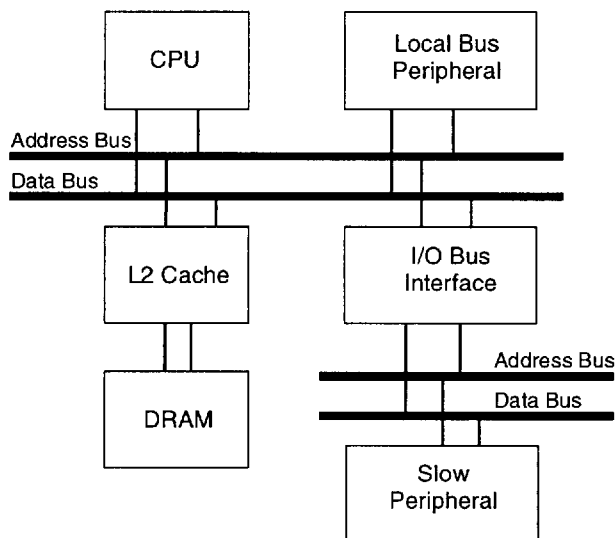 CPU
Local Bus
Peripheral
Address Bus
Data Bus
L2 Cache
I/O Bus
Interface
Address Bus
Data Bus
DRAM
Slow
Peripheral